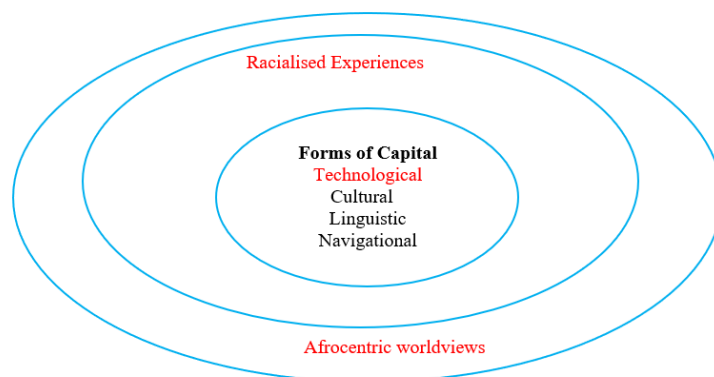 Racialised Experiences
Forms of Capital
Technological
Cultural
Linguistic
Navigational
Afrocentric worldviews